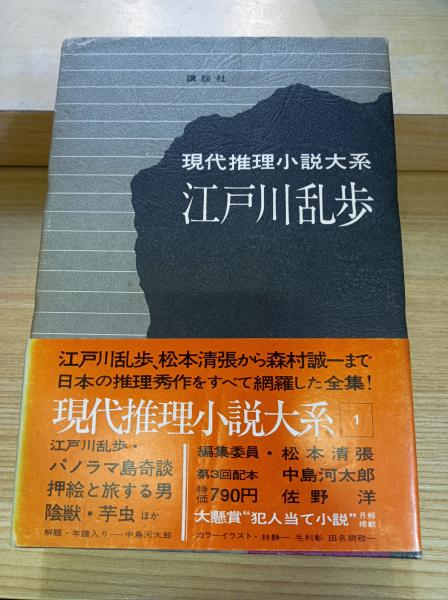 講談社
現代推理小説大系
江戸川乱歩
江戸川乱歩、松本清張から森村誠一まで
日本の推理秀作をすべて網羅した全集!
現代推理小説大系 1
江戸川乱歩・
パノラマ島奇談
押絵と旅する男
陰獣・芋虫 ほか
解題・年譜入り——中島河太郎
編集委員・松本清張
第3回配本 中島河太郎
特価790円 佐野洋
大懸賞“犯人当て小説” 月報掲載
カラーイラスト・林静一 毛利彰 田名網敬一